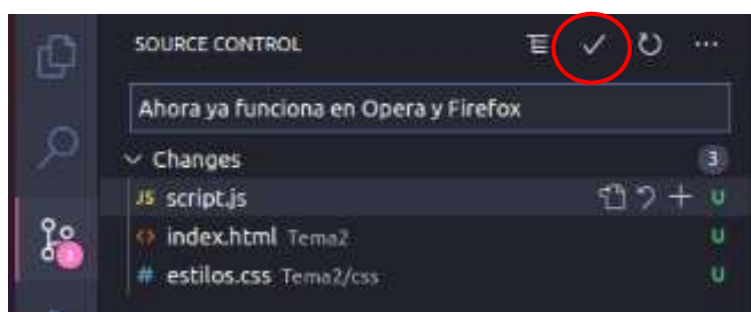 SOURCE CONTROL
Ahora ya funciona en Opera y Firefox
Changes 3
JS script.js U
index.html Tema2 U
# estilos.css Tema2/css U